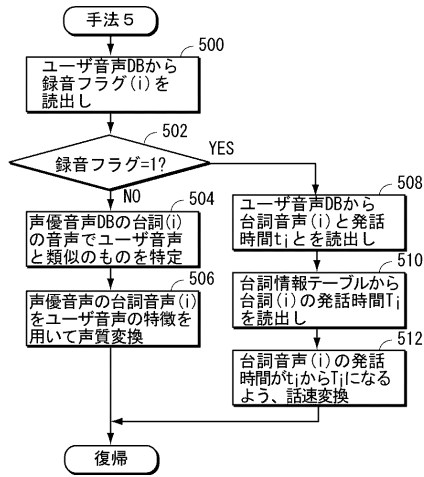 手法5
500
ユーザ音声DBから
録音フラグ(i)を
読出し
502
録音フラグ=1?
YES
NO
504
声優音声DBの台詞(i)
の音声でユーザ音声
と類似のものを特定
506
声優音声の台詞音声(i)
をユーザ音声の特徴を
用いて声質変換
508
ユーザ音声DBから
台詞音声(i)と発話
時間tiとを読出し
510
台詞情報テーブルから
台詞(i)の発話時間Ti
を読出し
512
台詞音声(i)の発話
時間がtiからTiになる
よう、話速変換
復帰